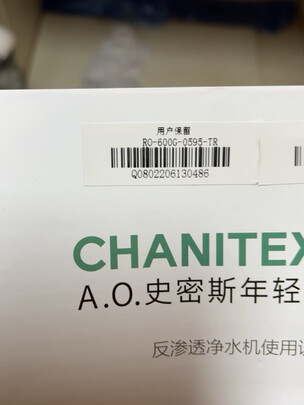 用户保留
RO-600G-0595-TR
Q0802206130486
CHANITEX
A.O.史密斯年轻
反渗透净水机使用